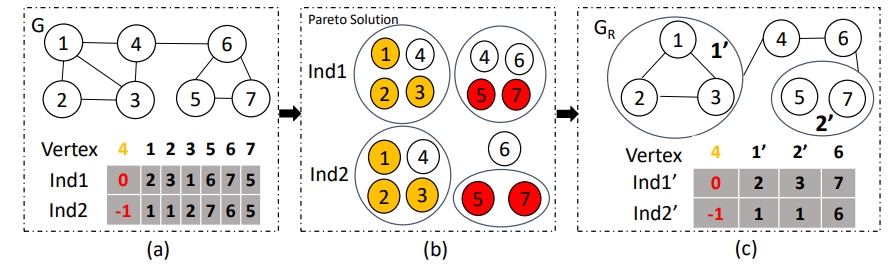 G
1 4 6
2 3 5 7
Vertex 4 1 2 3 5 6 7
Ind1 0 2 3 1 6 7 5
Ind2 -1 1 1 2 7 6 5
(a)
Pareto Solution
1 4 4 6
Ind1
2 3 5 7
1 4 6
Ind2
2 3 5 7
(b)
GR
1 1’ 4 6
2 3 5 7
2’
Vertex 4 1’ 2’ 6
Ind1’ 0 2 3 7
Ind2’ -1 1 1 6
(c)